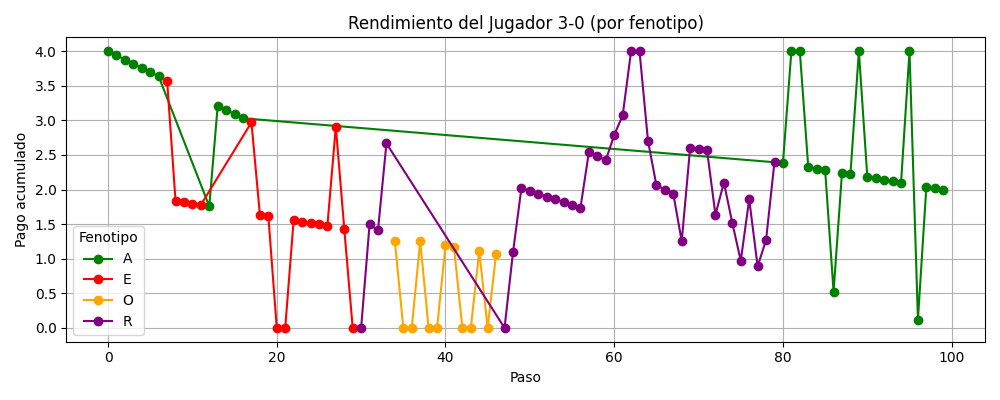 Rendimiento del Jugador 3-0 (por fenotipo)
Pago acumulado
4.0
3.5
3.0
2.5
2.0
1.5
1.0
0.5
0.0
Fenotipo
A
E
O
R
0 20 40 60 80 100
Paso